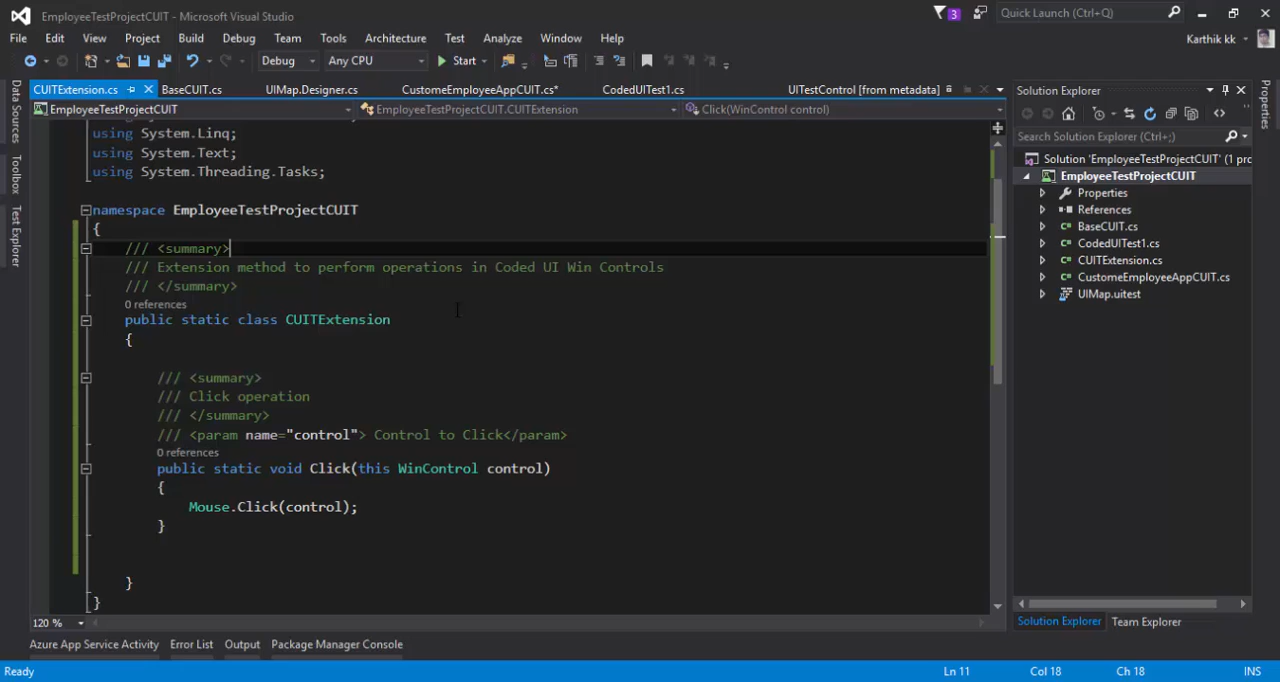 EmployeeTestProjectCUIT - Microsoft Visual Studio
3
Quick Launch (Ctrl+Q)
File Edit View Project Build Debug Team Tools Architecture Test Analyze Window Help
Karthik kk
Debug Any CPU Start
CUITExtension.cs BaseCUIT.cs UIMap.Designer.cs CustomeEmployeeAppCUIT.cs* CodedUITest1.cs UITestControl [from metadata]
EmployeeTestProjectCUIT EmployeeTestProjectCUIT.CUITExtension Click(WinControl control)
Data Sources
Toolbox
Test Explorer
using System.Linq;
using System.Text;
using System.Threading.Tasks;
namespace EmployeeTestProjectCUIT
{
/// <summary>
/// Extension method to perform operations in Coded UI Win Controls
/// </summary>
0 references
public static class CUITExtension
{
/// <summary>
/// Click operation
/// </summary>
/// <param name="control"> Control to Click</param>
0 references
public static void Click(this WinControl control)
{
Mouse.Click(control);
}
}
}
120 %
Solution Explorer
Search Solution Explorer (Ctrl+;)
Solution 'EmployeeTestProjectCUIT' (1 prc
EmployeeTestProjectCUIT
Properties
References
BaseCUIT.cs
CodedUITest1.cs
CUITExtension.cs
CustomeEmployeeAppCUIT.cs
UIMap.uitest
Solution Explorer Team Explorer
Properties
Azure App Service Activity Error List Output Package Manager Console
Ready Ln 11 Col 18 Ch 18 INS